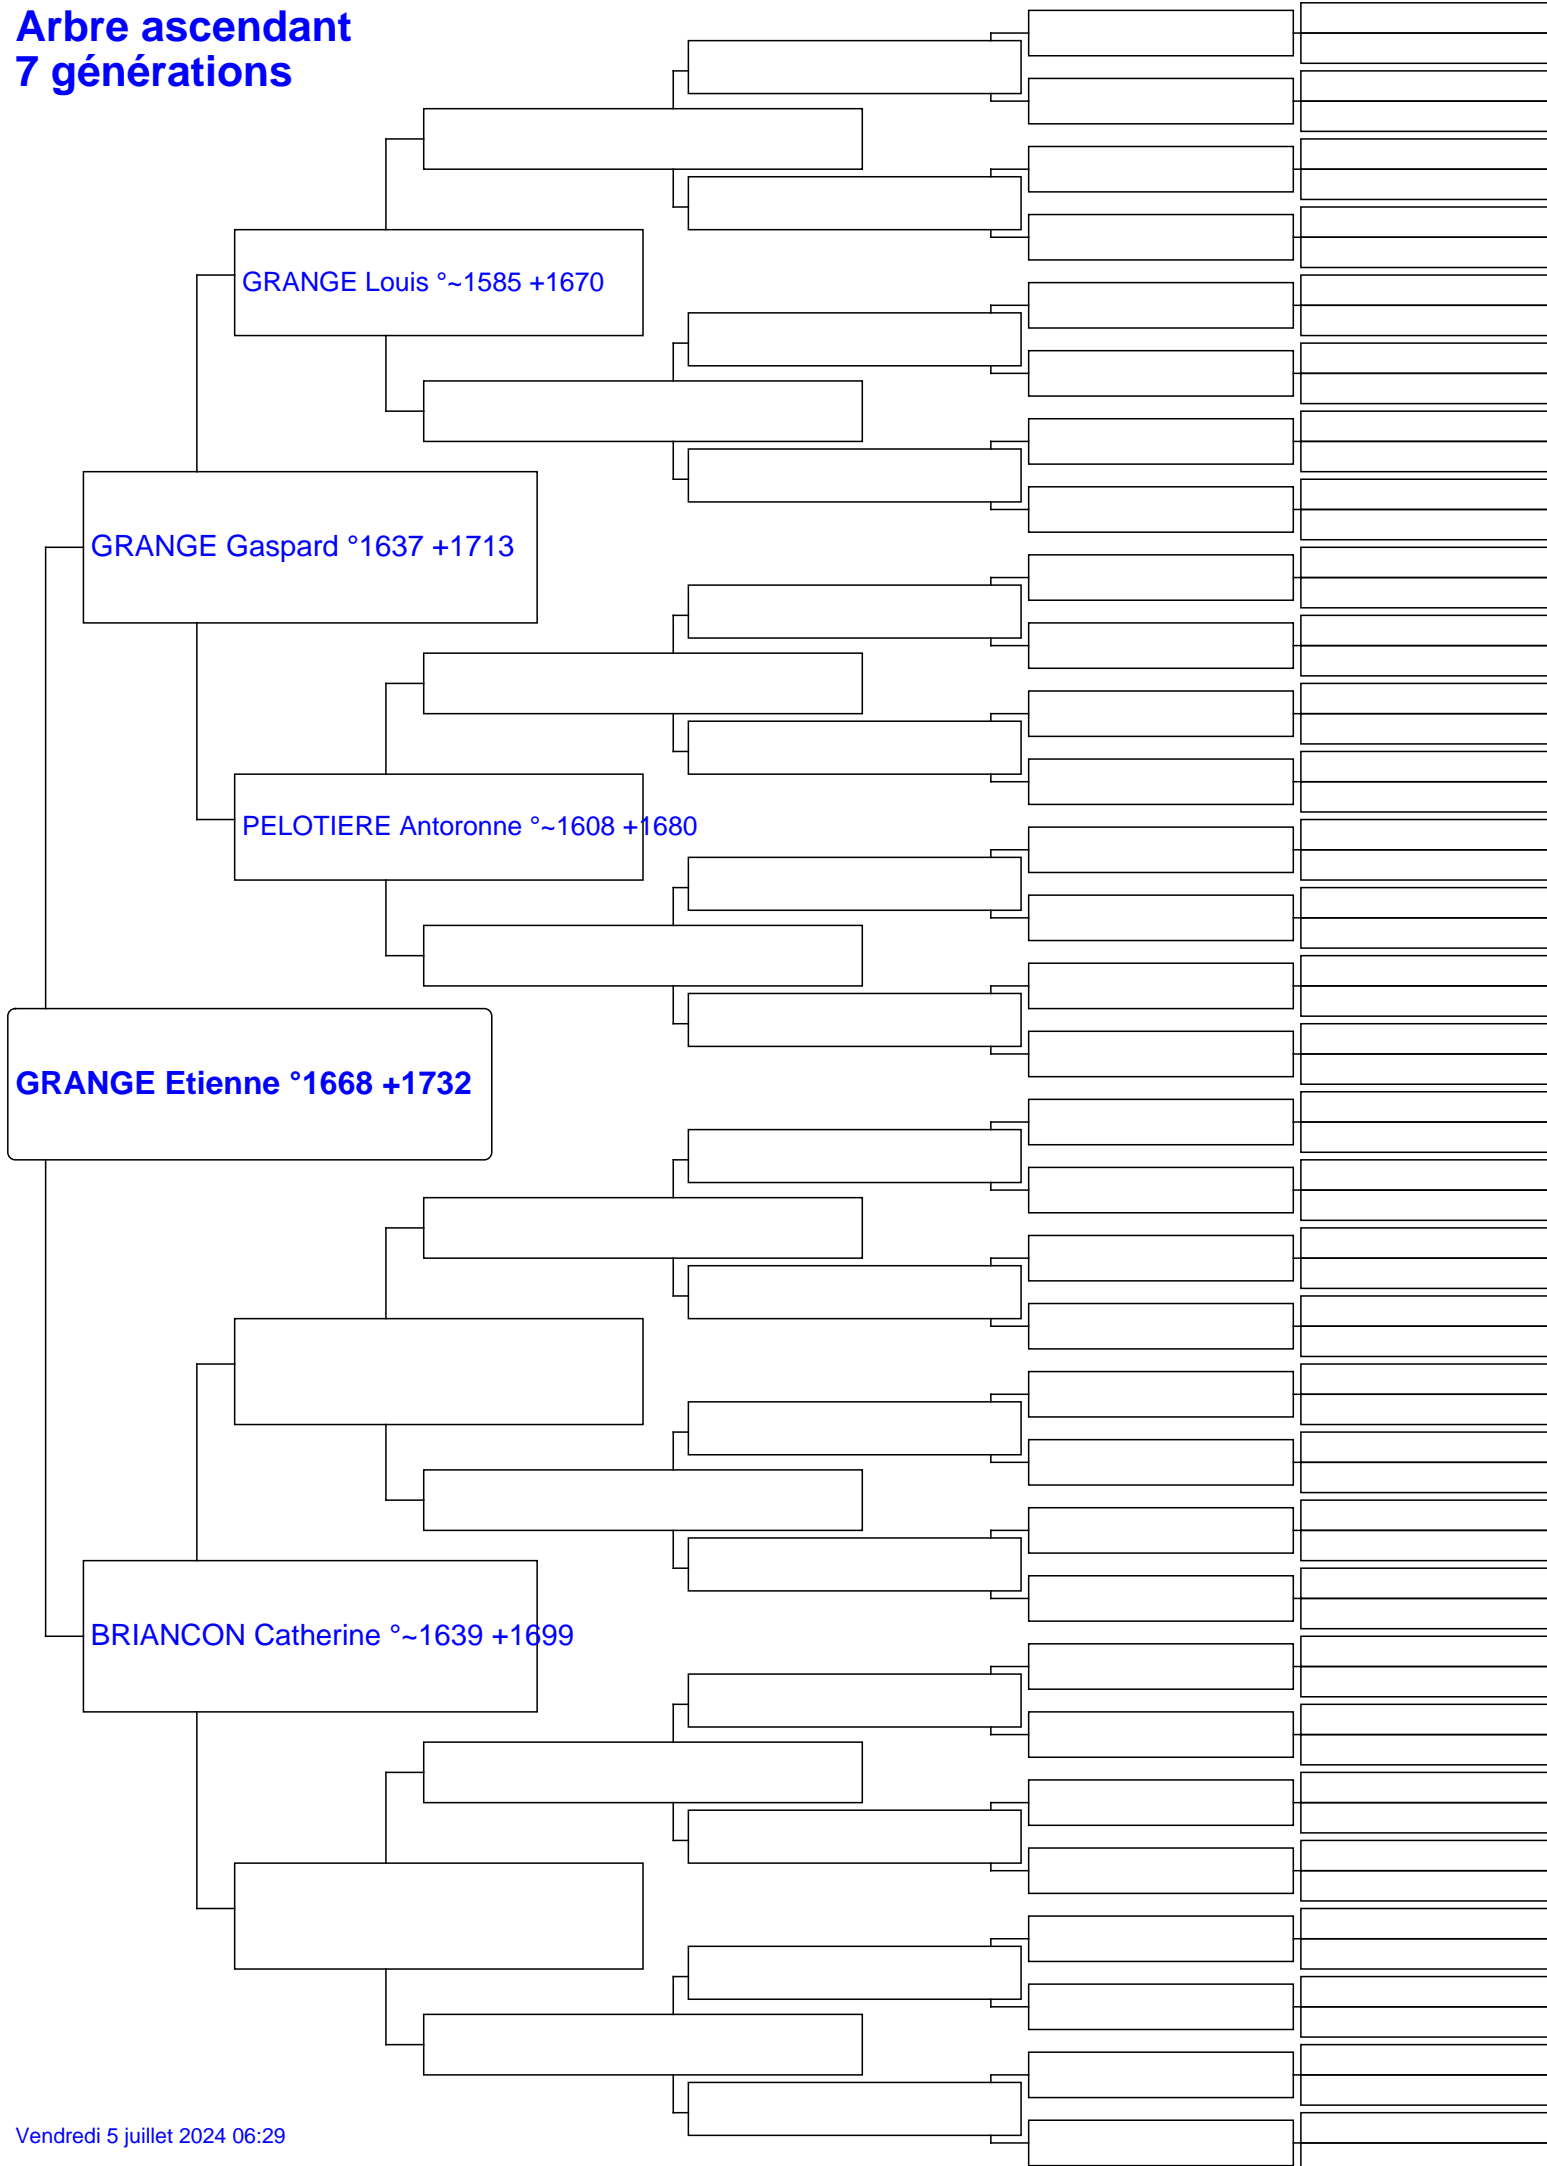 Arbre ascendant
7 générations
GRANGE Louis °~1585 +1670
GRANGE Gaspard °1637 +1713
PELOTIERE Antoronne °~1608 +1680
GRANGE Etienne °1668 +1732
BRIANCON Catherine °~1639 +1699
Vendredi 5 juillet 2024 06:29